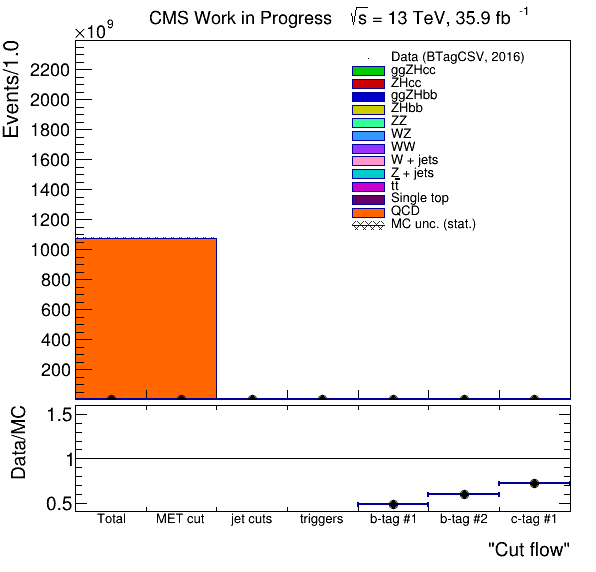 CMS Work in Progress √s = 13 TeV, 35.9 fb⁻¹
×10⁹
Events/1.0
2200
2000
1800
1600
1400
1200
1000
800
600
400
200
Data (BTagCSV, 2016)
ggZHcc
ZHcc
ggZHbb
ZHbb
ZZ
WZ
WW
W + jets
Z + jets
tt̅
Single top
QCD
MC unc. (stat.)
Data/MC
1.5
1
0.5
Total MET cut jet cuts triggers b-tag #1 b-tag #2 c-tag #1
"Cut flow"